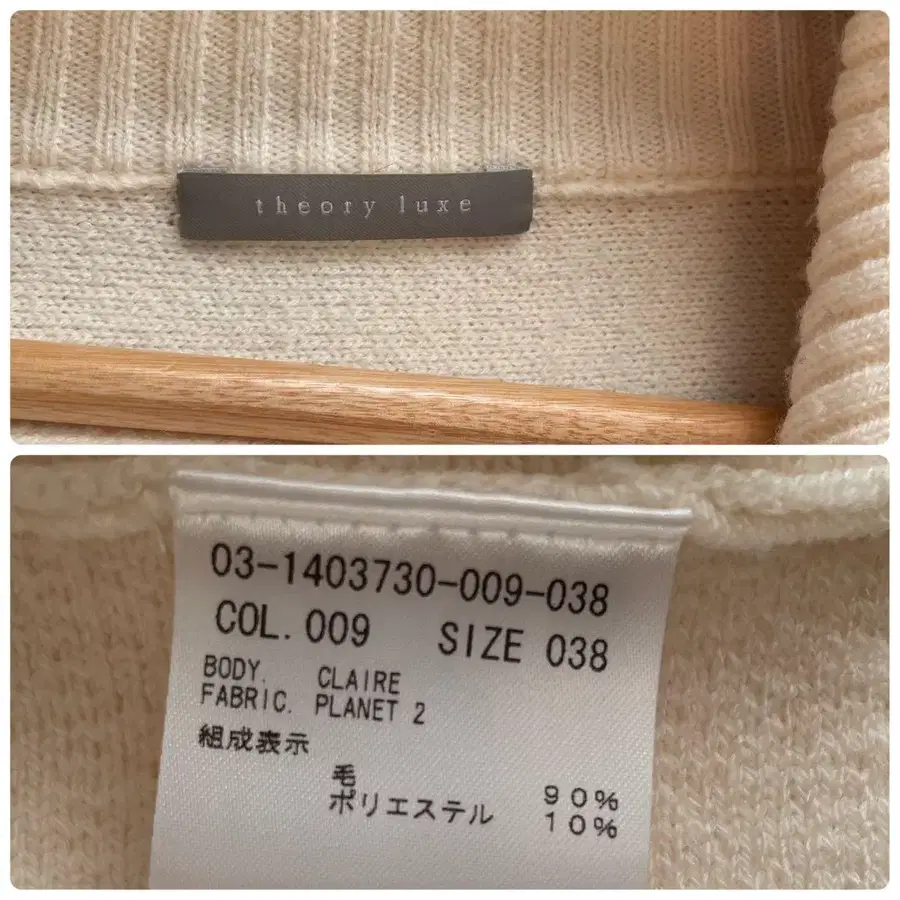 theory luxe
03-1403730-009-038
COL. 009 SIZE 038
BODY. CLAIRE
FABRIC. PLANET 2
組成表示
毛 90%
ポリエステル 10%